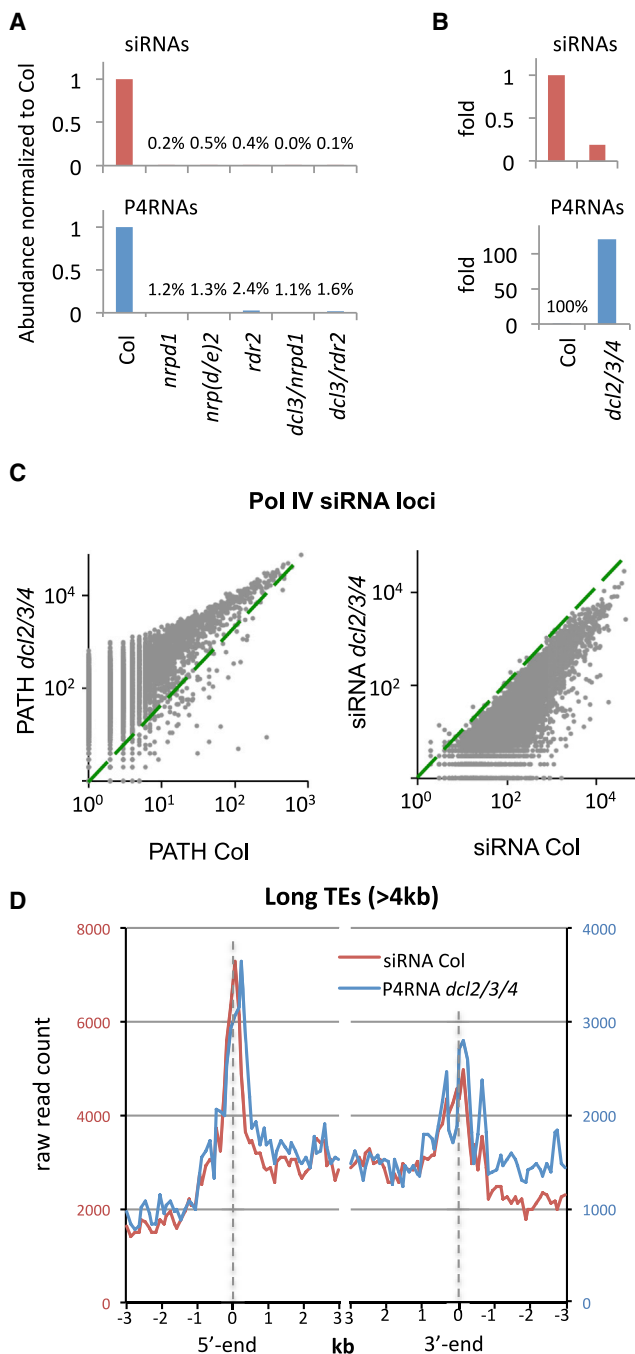 A
siRNAs
Abundance normalized to Col
1
0.5
0
0.2% 0.5% 0.4% 0.0% 0.1%
P4RNAs
1
0.5
0
1.2% 1.3% 2.4% 1.1% 1.6%
Col
nrpd1
nrp(d/e)2
rdr2
dcl3/nrpd1
dcl3/rdr2
B
siRNAs
fold
1
0.5
0
P4RNAs
fold
100
50
0
100%
Col
dcl2/3/4
C
Pol IV siRNA loci
PATH dcl2/3/4
10^4
10^2
10^0 10^1 10^2 10^3
PATH Col
siRNA dcl2/3/4
10^4
10^2
10^0 10^2 10^4
siRNA Col
D
Long TEs (>4kb)
raw read count
8000
6000
4000
2000
0
4000
3000
2000
1000
0
siRNA Col
P4RNA dcl2/3/4
-3 -2 -1 0 1 2 3
3 2 1 0 -1 -2 -3
5'-end
kb
3'-end